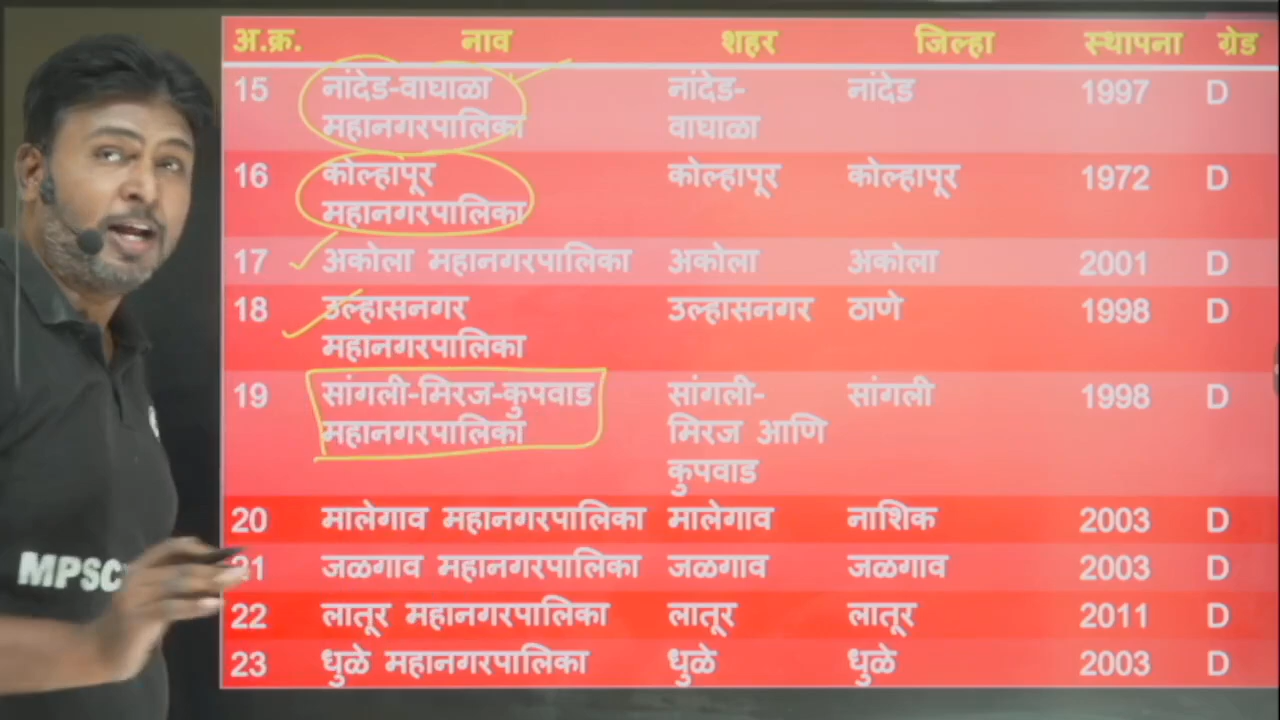 अ.क्र. नाव शहर जिल्हा स्थापना ग्रेड
15 नांदेड-वाघाळा महानगरपालिका नांदेड-वाघाळा नांदेड 1997 D
16 कोल्हापूर महानगरपालिका कोल्हापूर कोल्हापूर 1972 D
17 अकोला महानगरपालिका अकोला अकोला 2001 D
18 उल्हासनगर महानगरपालिका उल्हासनगर ठाणे 1998 D
19 सांगली-मिरज-कुपवाड महानगरपालिका सांगली-मिरज आणि कुपवाड सांगली 1998 D
20 मालेगाव महानगरपालिका मालेगाव नाशिक 2003 D
21 जळगाव महानगरपालिका जळगाव जळगाव 2003 D
22 लातूर महानगरपालिका लातूर लातूर 2011 D
23 धुळे महानगरपालिका धुळे धुळे 2003 D
MPSC